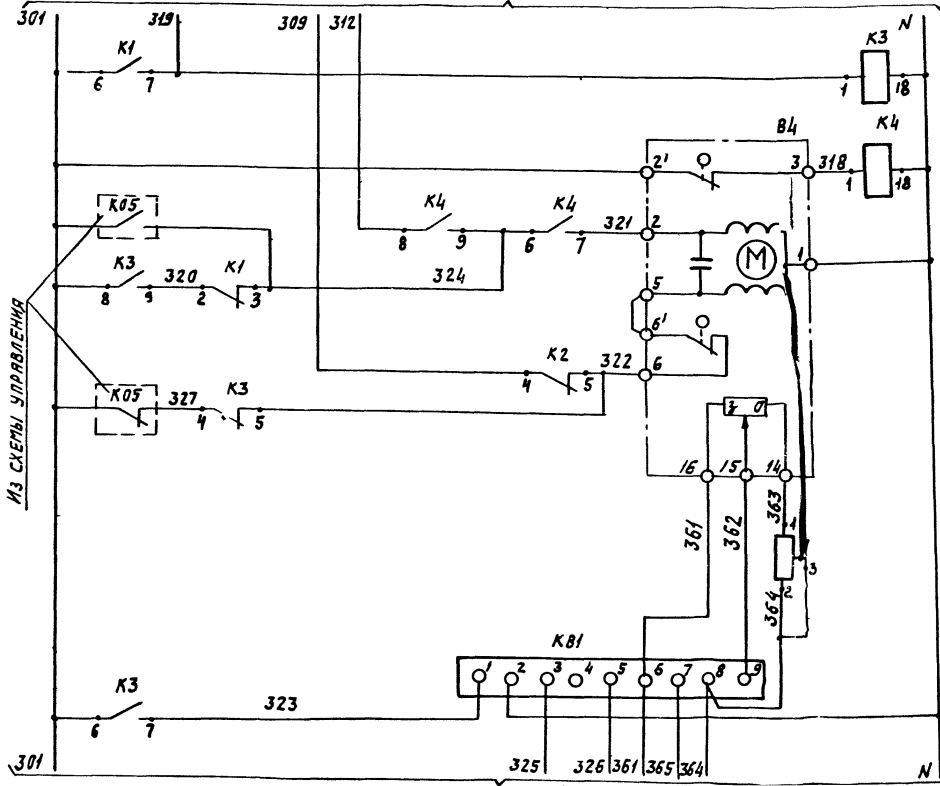 301 319 309 312 N
К1
6 7
К3
1 18
В4
К4
2' 3 318 1 18
К05
К4 К4
8 9 6 7 321 2
М 1
К3 320 К1
8 9 2 3 324 5
6'
ИЗ СХЕМЫ УПРАВЛЕНИЯ
К2
4 5 322 6
К05 327 К3
4 5
З О
16 15 14
361 362 363
1
3
2
364
КВ1
1 2 3 4 5 6 7 8 9
К3
6 7 323
301 325 326 361 365 364 N